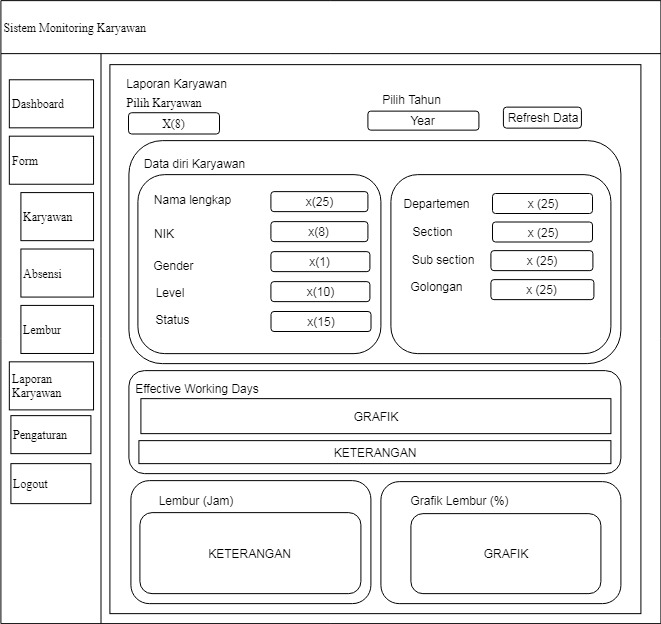 Sistem Monitoring Karyawan
Dashboard
Form
Karyawan
Absensi
Lembur
Laporan
Karyawan
Pengaturan
Logout
Laporan Karyawan
Pilih Karyawan
X(8)
Pilih Tahun
Year
Refresh Data
Data diri Karyawan
Nama lengkap x(25)
NIK x(8)
Gender x(1)
Level x(10)
Status x(15)
Departemen x (25)
Section x (25)
Sub section x (25)
Golongan x (25)
Effective Working Days
GRAFIK
KETERANGAN
Lembur (Jam)
KETERANGAN
Grafik Lembur (%)
GRAFIK